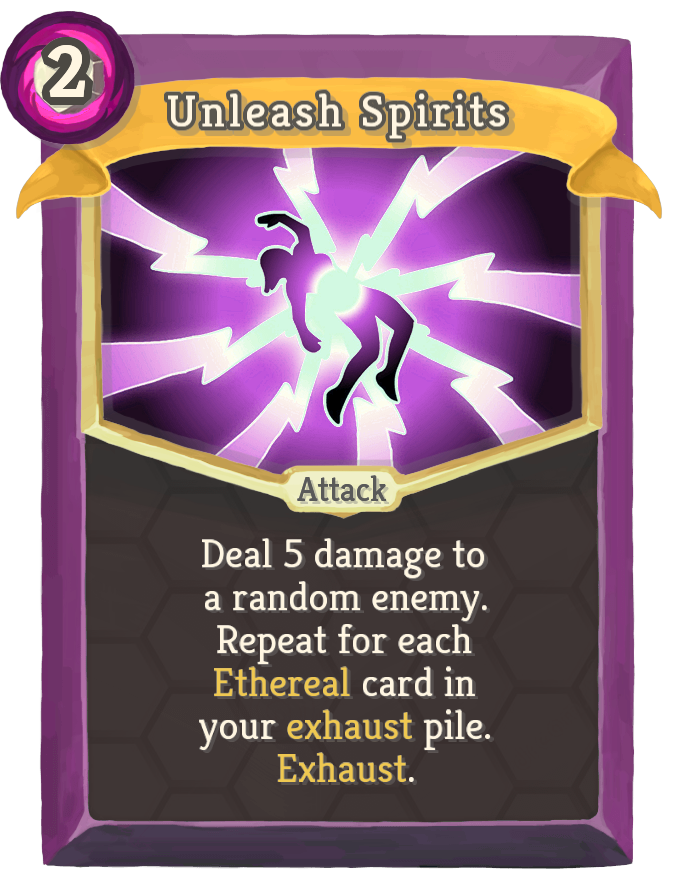 2
Unleash Spirits
Attack
Deal 5 damage to
a random enemy.
Repeat for each
Ethereal card in
your exhaust pile.
Exhaust.